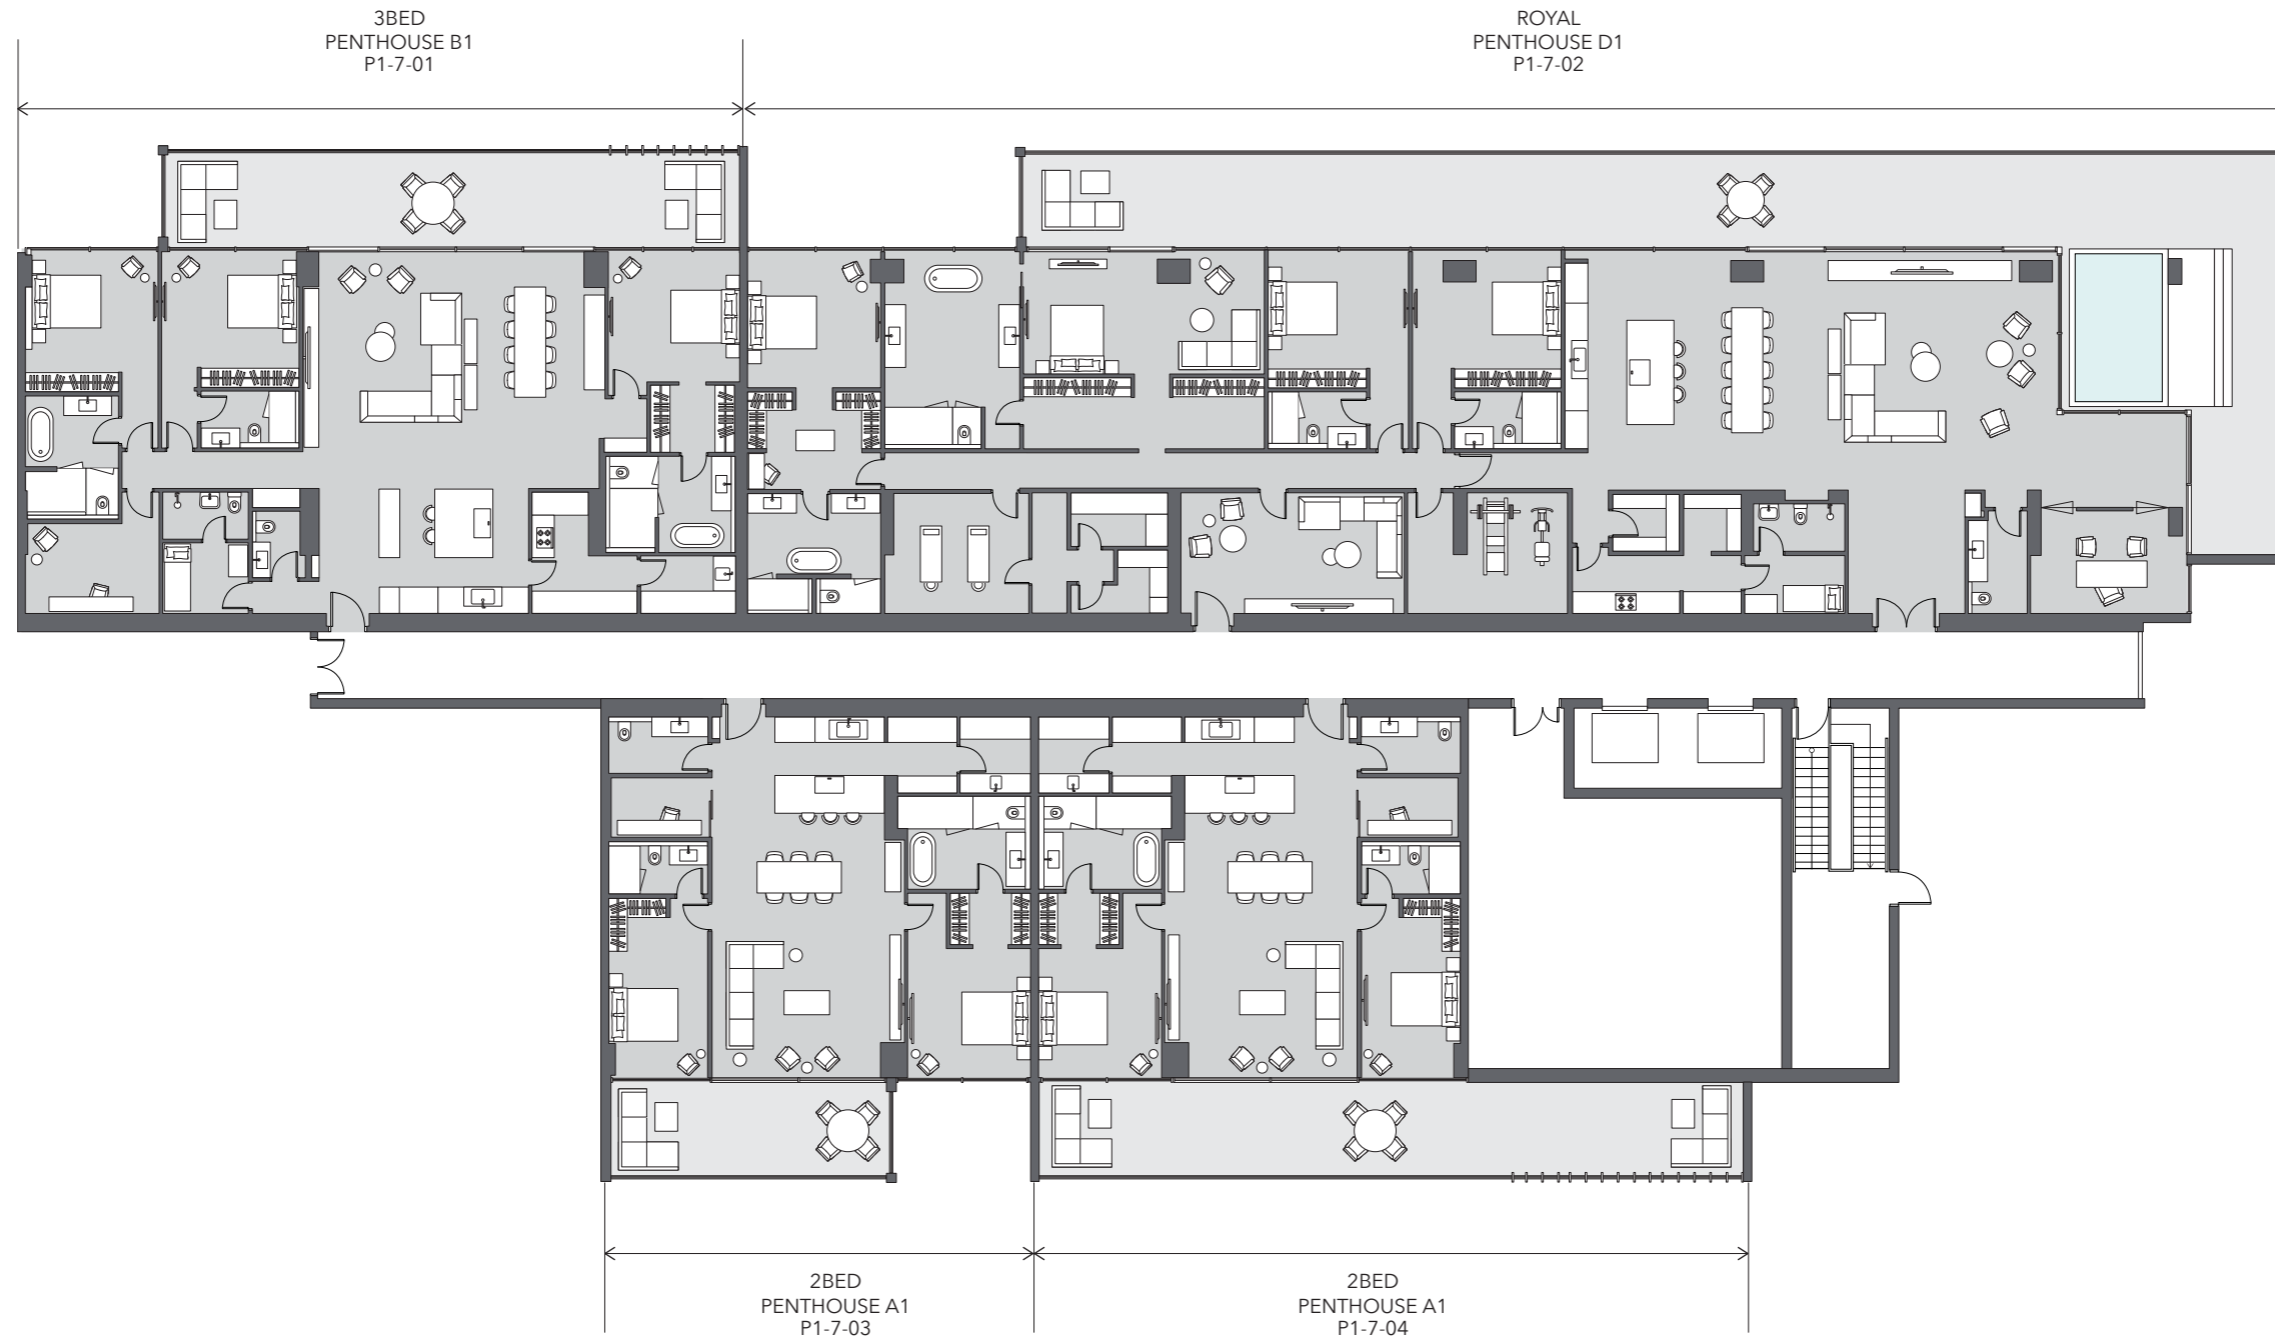 3BED
PENTHOUSE B1
P1-7-01
ROYAL
PENTHOUSE D1
P1-7-02
2BED
PENTHOUSE A1
P1-7-03
2BED
PENTHOUSE A1
P1-7-04